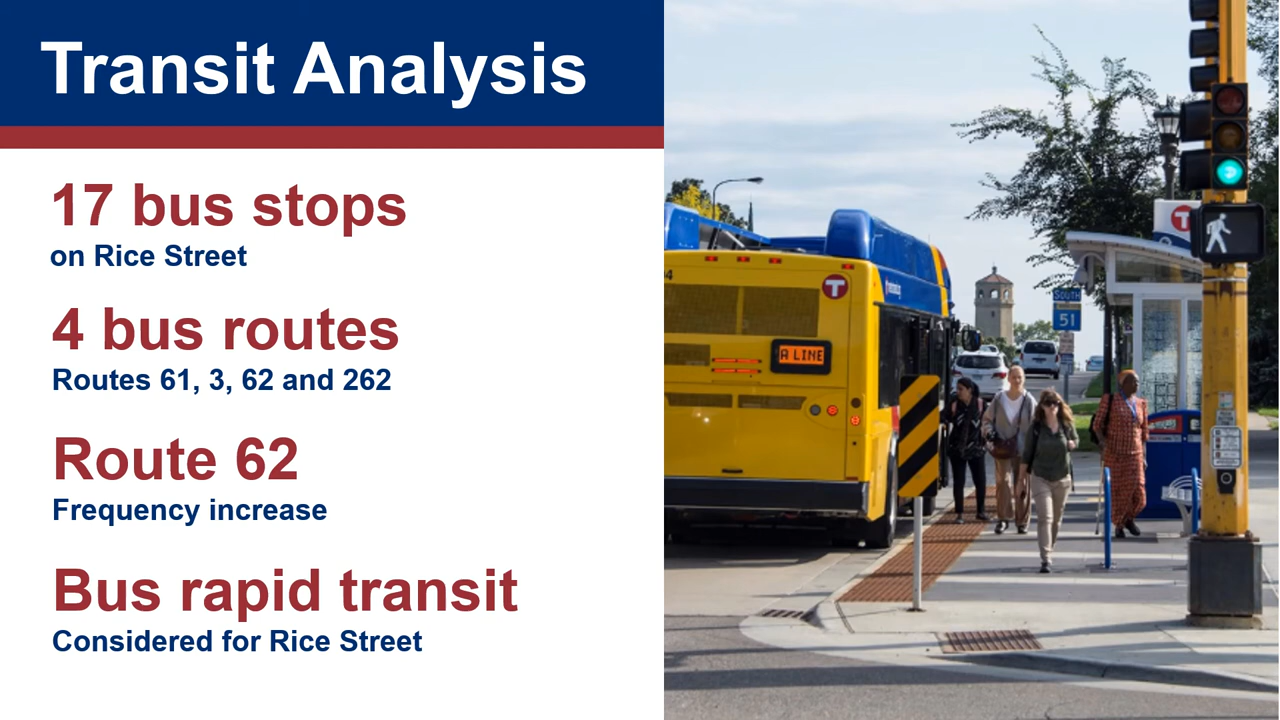 Transit Analysis
17 bus stops
on Rice Street
4 bus routes
Routes 61, 3, 62 and 262
Route 62
Frequency increase
Bus rapid transit
Considered for Rice Street
4
T
A LINE
SOUTH
51
T